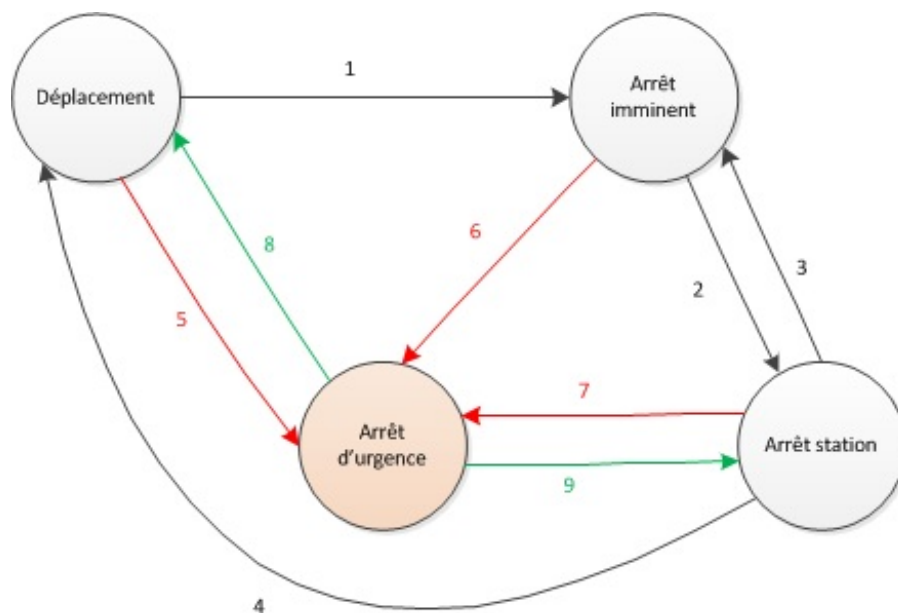 1
Déplacement
Arrêt
imminent
8
6
5
2
3
7
Arrêt
d'urgence
Arrêt station
9
4